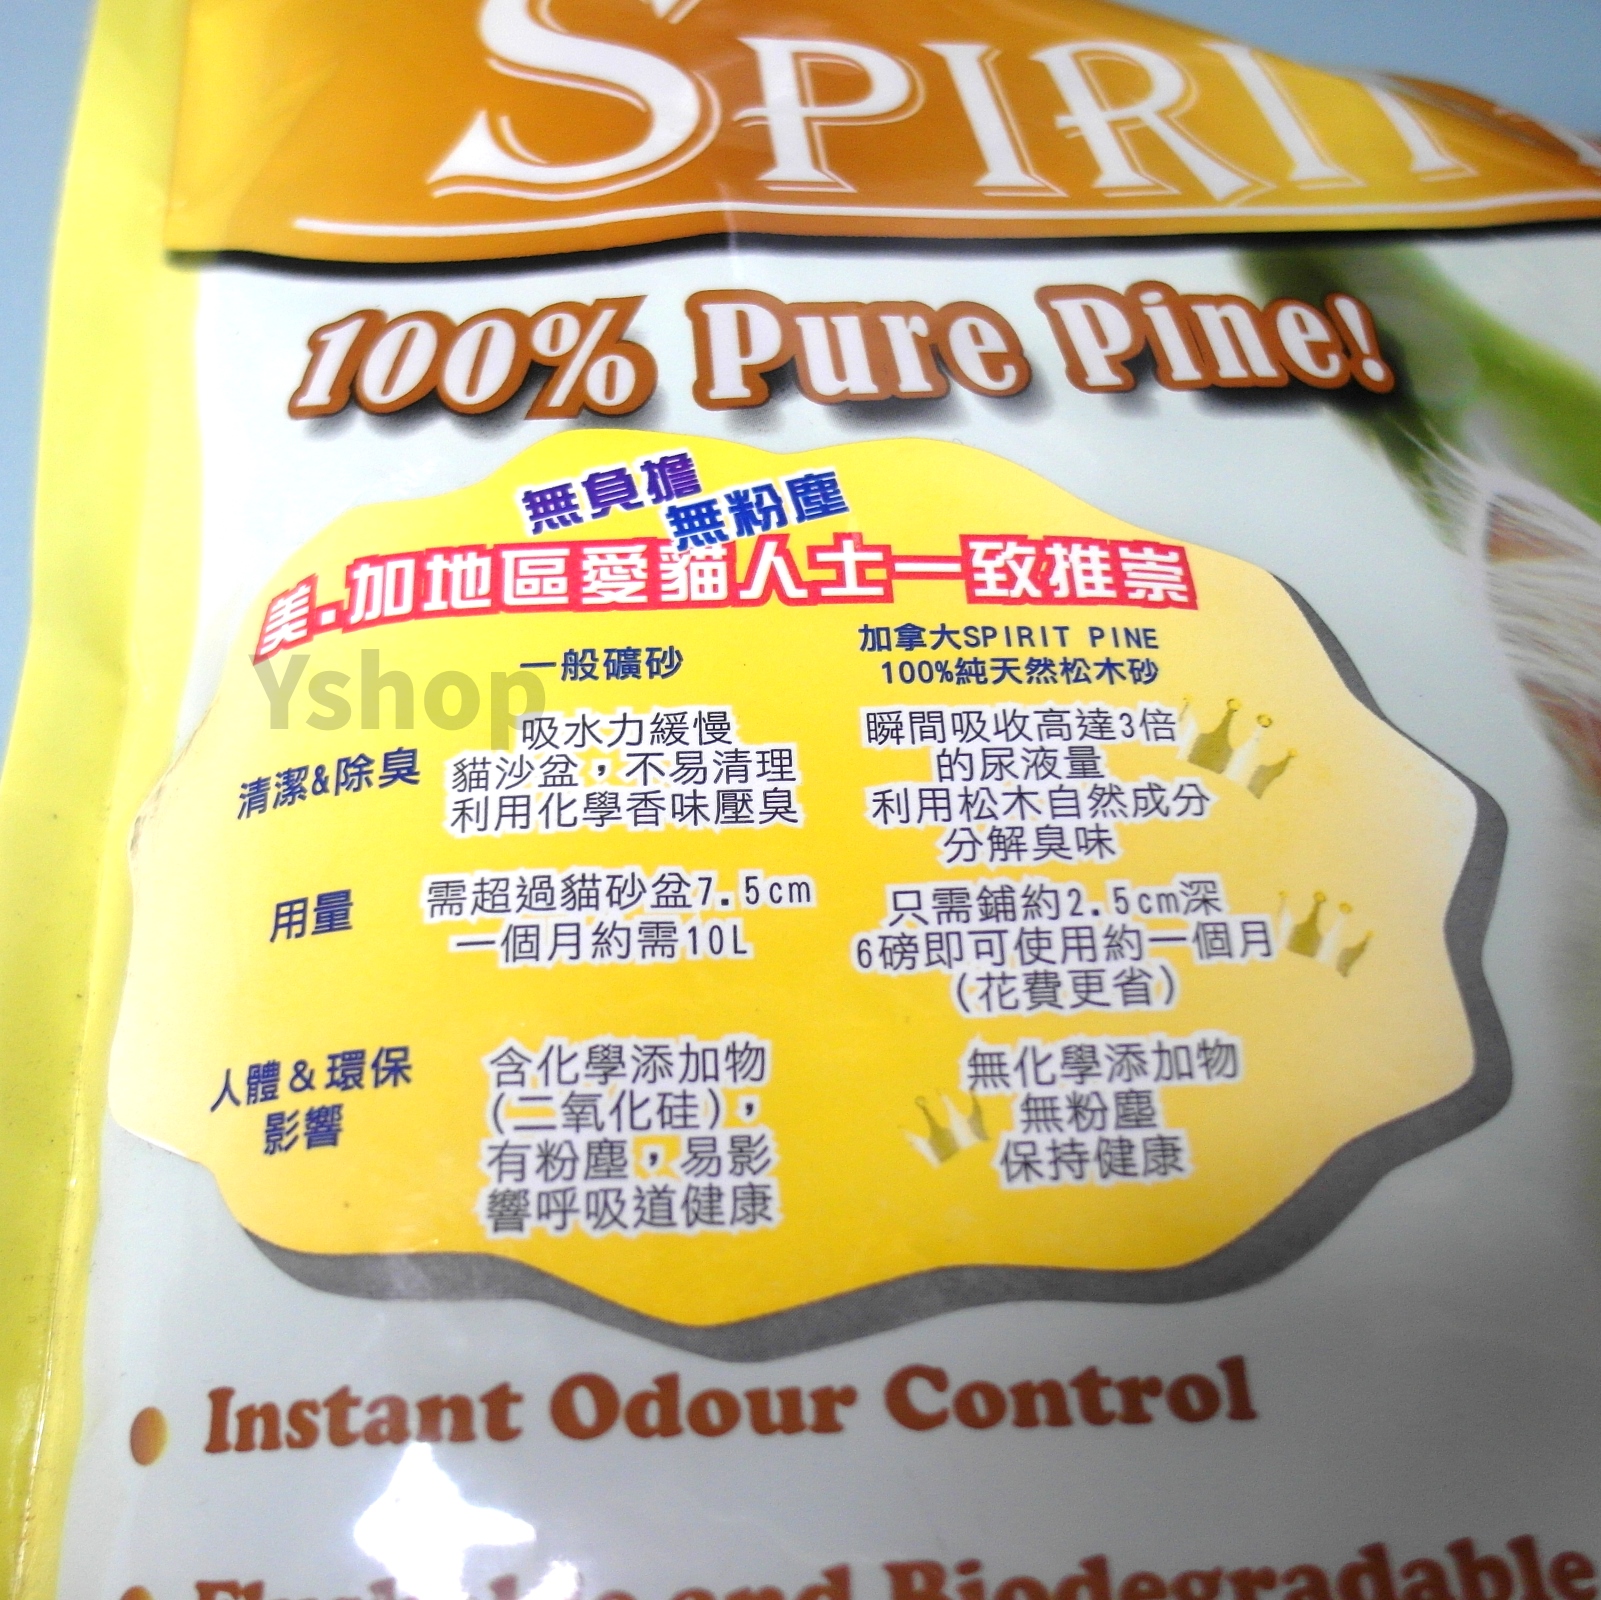 SPIRIT
100% Pure Pine!
無負擔
無粉塵
美.加地區愛貓人士一致推崇
Yshop
一般礦砂
加拿大SPIRIT PINE
100%純天然松木砂
清潔&除臭
吸水力緩慢
貓沙盆，不易清理
利用化學香味壓臭
瞬間吸收高達3倍
的尿液量
利用松木自然成分
分解臭味
用量
需超過貓砂盆7.5cm
一個月約需10L
只需鋪約2.5cm深
6磅即可使用約一個月
(花費更省)
人體&環保
影響
含化學添加物
(二氧化硅)，
有粉塵，易影
響呼吸道健康
無化學添加物
無粉塵
保持健康
Instant Odour Control
and Biodegradable